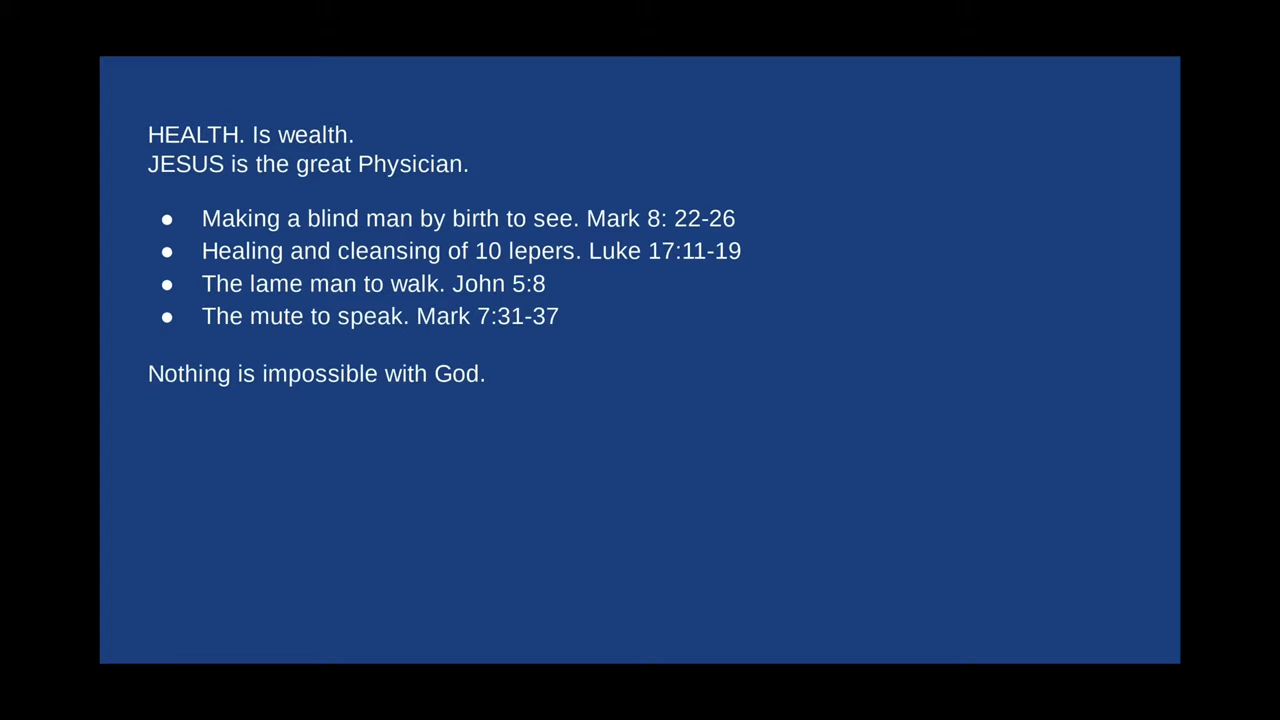 HEALTH. Is wealth.
JESUS is the great Physician.
● Making a blind man by birth to see. Mark 8: 22-26
● Healing and cleansing of 10 lepers. Luke 17:11-19
● The lame man to walk. John 5:8
● The mute to speak. Mark 7:31-37
Nothing is impossible with God.